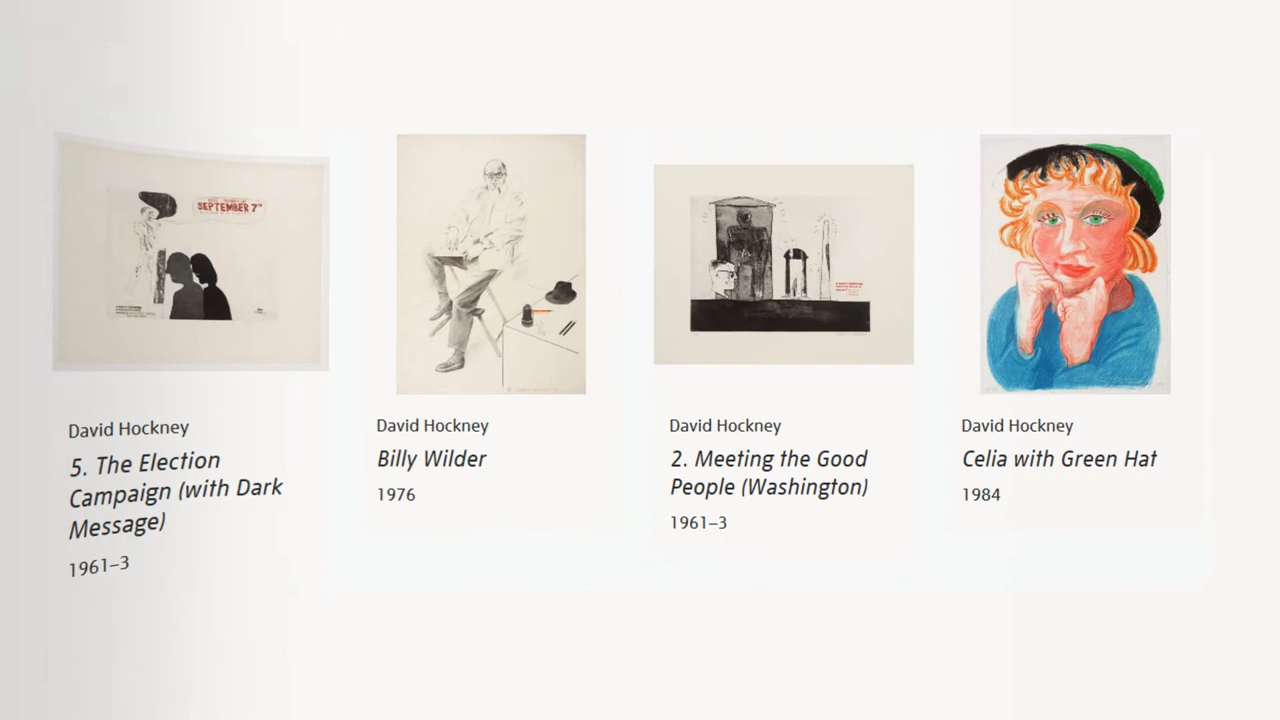 SEPTEMBER 7TH
David Hockney
5. The Election
Campaign (with Dark
Message)
1961–3
David Hockney
Billy Wilder
1976
David Hockney
2. Meeting the Good
People (Washington)
1961–3
David Hockney
Celia with Green Hat
1984